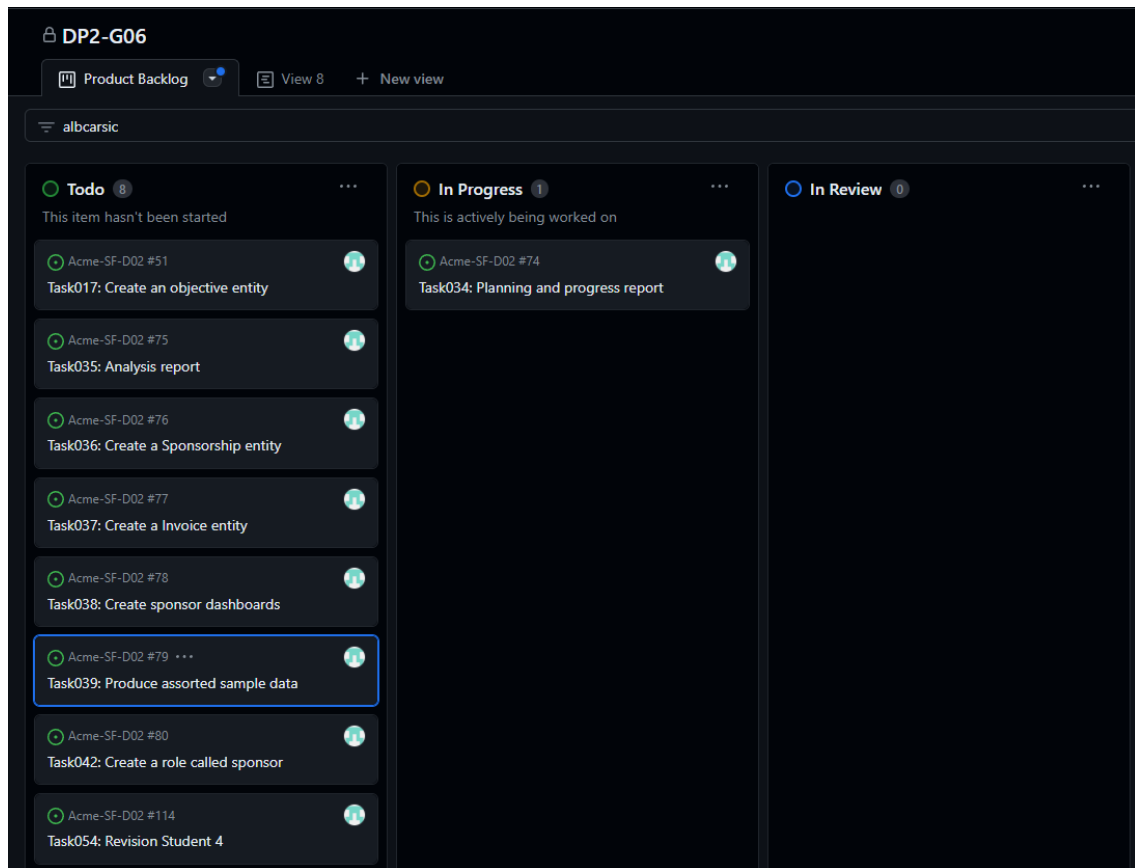 DP2-G06
Product Backlog
View 8
New view
albcarsic
Todo 8
This item hasn't been started
Acme-SF-D02 #51
Task017: Create an objective entity
Acme-SF-D02 #75
Task035: Analysis report
Acme-SF-D02 #76
Task036: Create a Sponsorship entity
Acme-SF-D02 #77
Task037: Create a Invoice entity
Acme-SF-D02 #78
Task038: Create sponsor dashboards
Acme-SF-D02 #79
Task039: Produce assorted sample data
Acme-SF-D02 #80
Task042: Create a role called sponsor
Acme-SF-D02 #114
Task054: Revision Student 4
In Progress 1
This is actively being worked on
Acme-SF-D02 #74
Task034: Planning and progress report
In Review 0